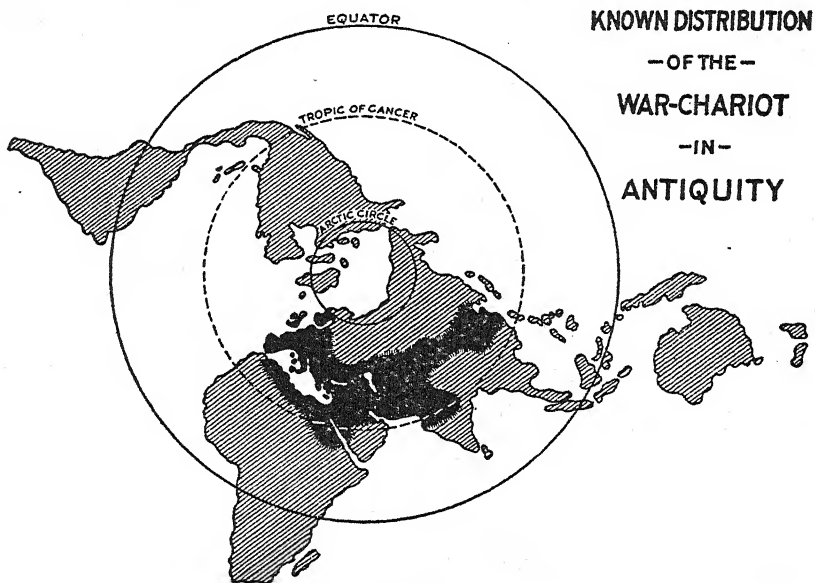 KNOWN DISTRIBUTION
—OF THE—
WAR-CHARIOT
—IN—
ANTIQUITY
EQUATOR
TROPIC OF CANCER
ARCTIC CIRCLE